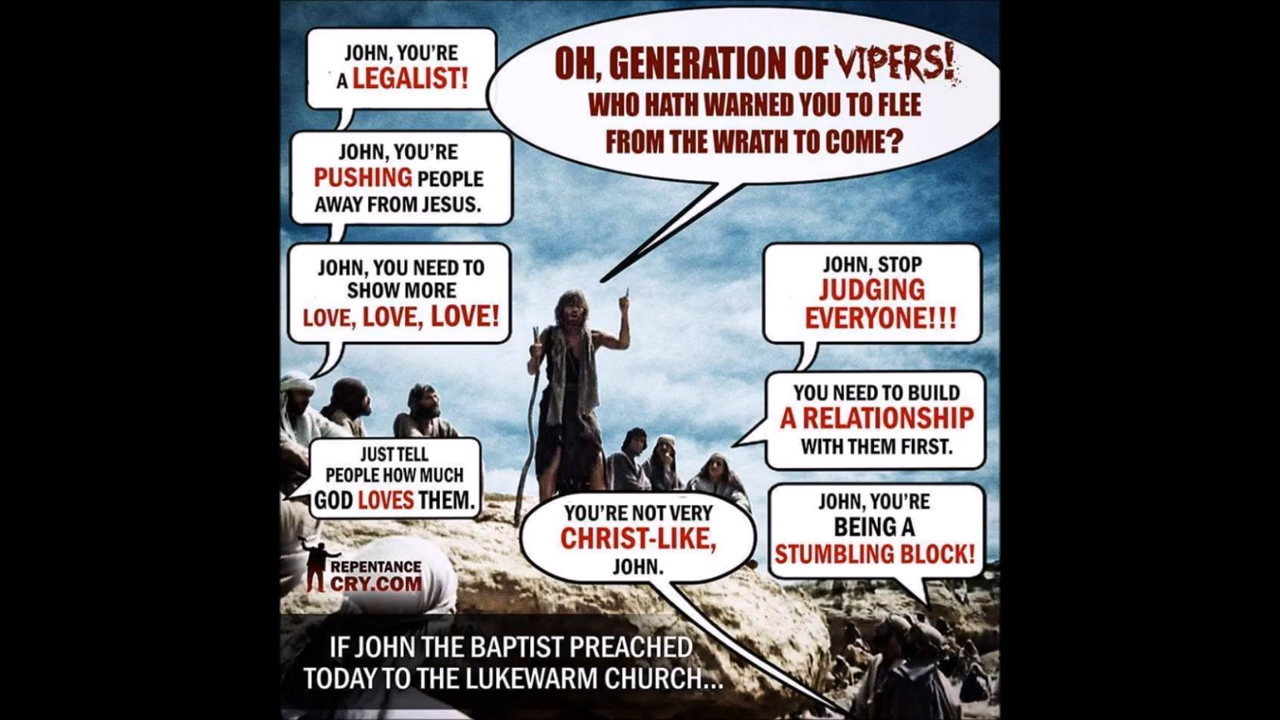 JOHN, YOU'RE
A LEGALIST!
OH, GENERATION OF VIPERS!
WHO HATH WARNED YOU TO FLEE
FROM THE WRATH TO COME?
JOHN, YOU'RE
PUSHING PEOPLE
AWAY FROM JESUS.
JOHN, YOU NEED TO
SHOW MORE
LOVE, LOVE, LOVE!
JOHN, STOP
JUDGING
EVERYONE!!!
YOU NEED TO BUILD
A RELATIONSHIP
WITH THEM FIRST.
JUST TELL
PEOPLE HOW MUCH
GOD LOVES THEM.
YOU'RE NOT VERY
CHRIST-LIKE,
JOHN.
JOHN, YOU'RE
BEING A
STUMBLING BLOCK!
REPENTANCE
CRY.COM
IF JOHN THE BAPTIST PREACHED
TODAY TO THE LUKEWARM CHURCH...